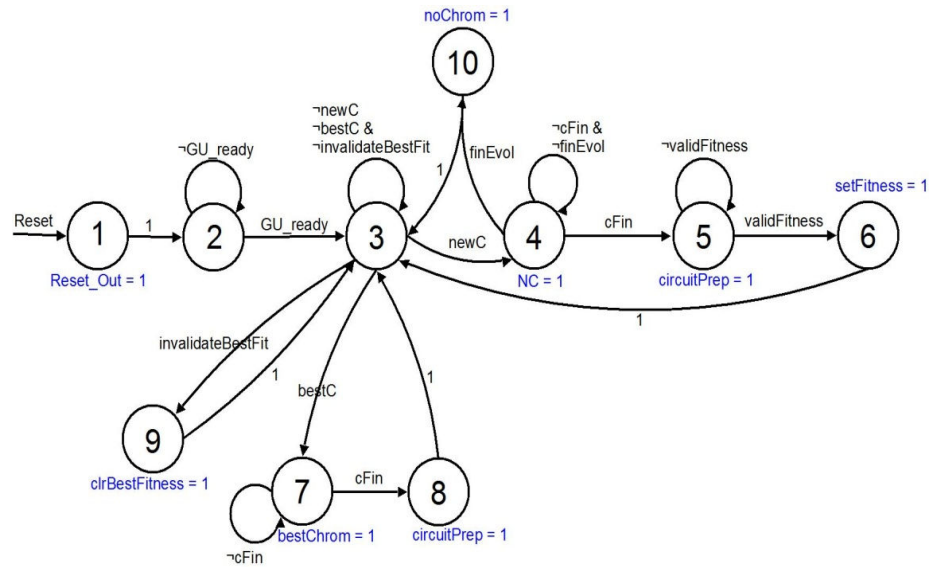 noChrom = 1
10
¬newC
¬bestC &
¬invalidateBestFit
¬cFin &
¬finEvol
¬GU_ready
¬validFitness
setFitness = 1
1
finEvol
Reset
1
1
2
GU_ready
3
newC
4
cFin
5
validFitness
6
Reset_Out = 1
NC = 1
circuitPrep = 1
1
invalidateBestFit
1
bestC
1
9
clrBestFitness = 1
7
cFin
8
bestChrom = 1
circuitPrep = 1
¬cFin